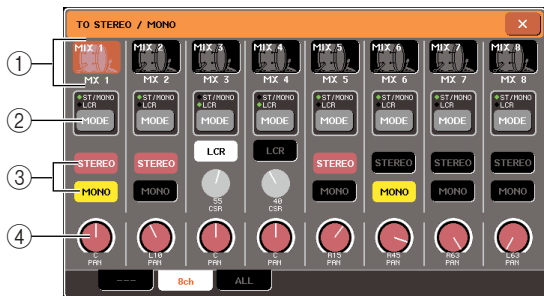 TO STEREO / MONO ×
MIX 1 MIX 2 MIX 3 MIX 4 MIX 5 MIX 6 MIX 7 MIX 8
1
MX 1 MX 2 MX 3 MX 4 MX 5 MX 6 MX 7 MX 8
ST/MONO ST/MONO ST/MONO ST/MONO ST/MONO ST/MONO ST/MONO ST/MONO
LCR LCR LCR LCR LCR LCR LCR LCR
2 MODE MODE MODE MODE MODE MODE MODE MODE
LCR LCR
STEREO STEREO STEREO STEREO STEREO STEREO
3
MONO MONO MONO MONO MONO MONO
55 40
CSR CSR
4
C L10 C C R15 R45 R63 L63
PAN PAN PAN PAN PAN PAN PAN PAN
--- 8ch ALL